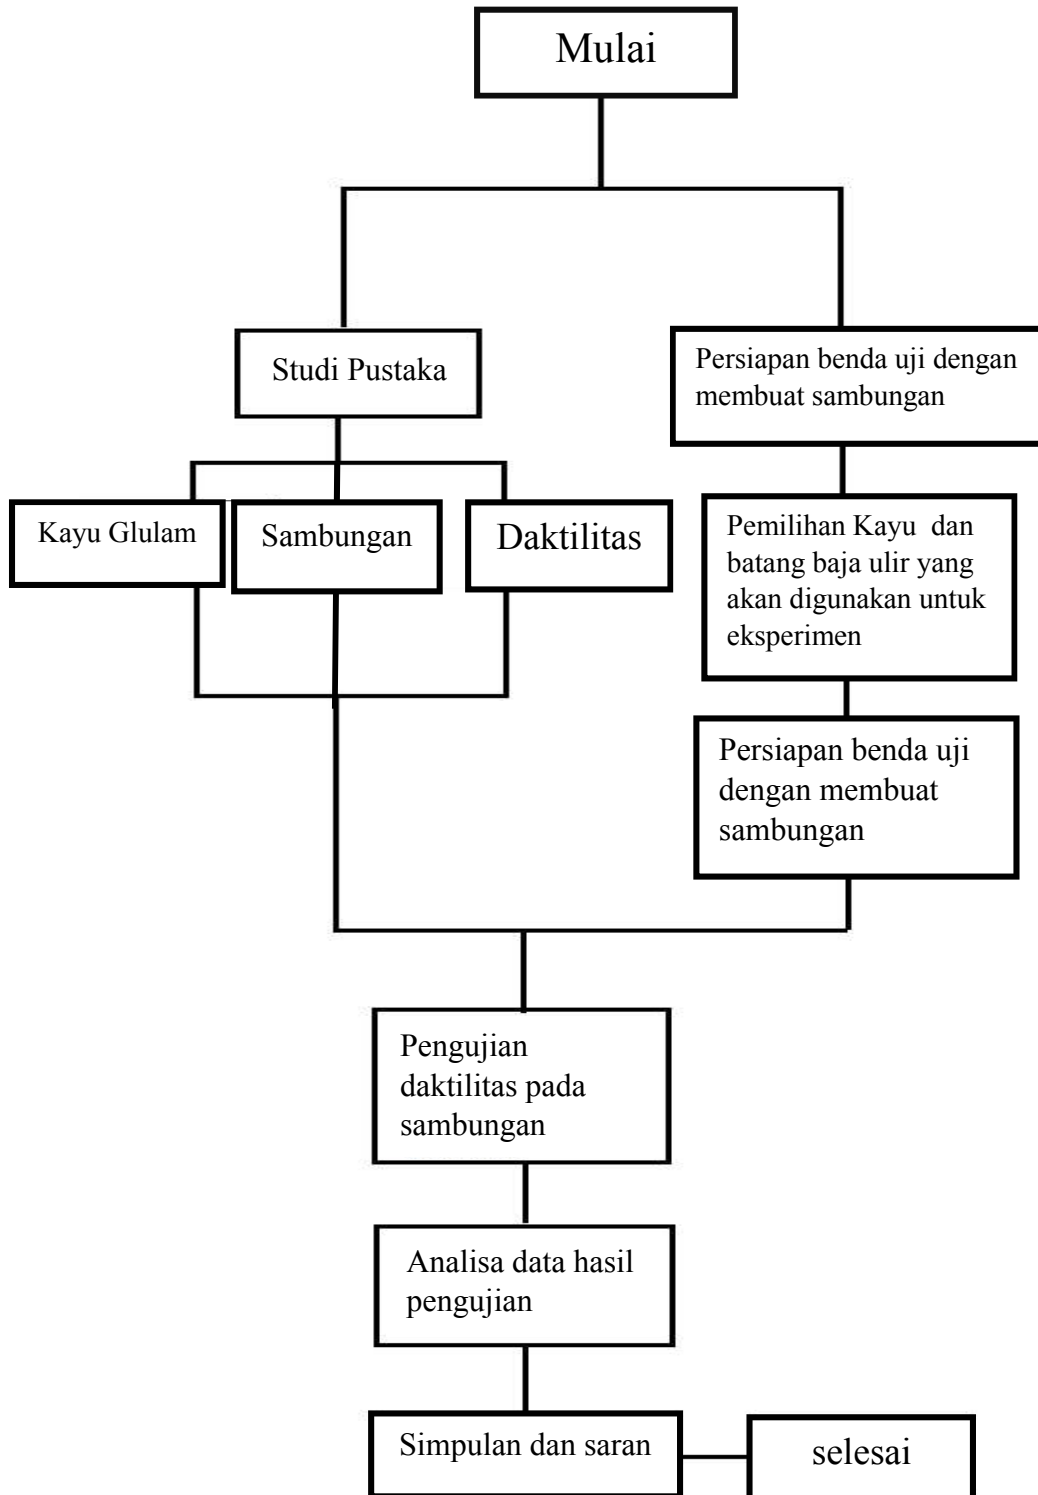 Mulai
Studi Pustaka
Persiapan benda uji dengan
membuat sambungan
Kayu Glulam
Sambungan
Daktilitas
Pemilihan Kayu dan
batang baja ulir yang
akan digunakan untuk
eksperimen
Persiapan benda uji
dengan membuat
sambungan
Pengujian
daktilitas pada
sambungan
Analisa data hasil
pengujian
Simpulan dan saran
selesai